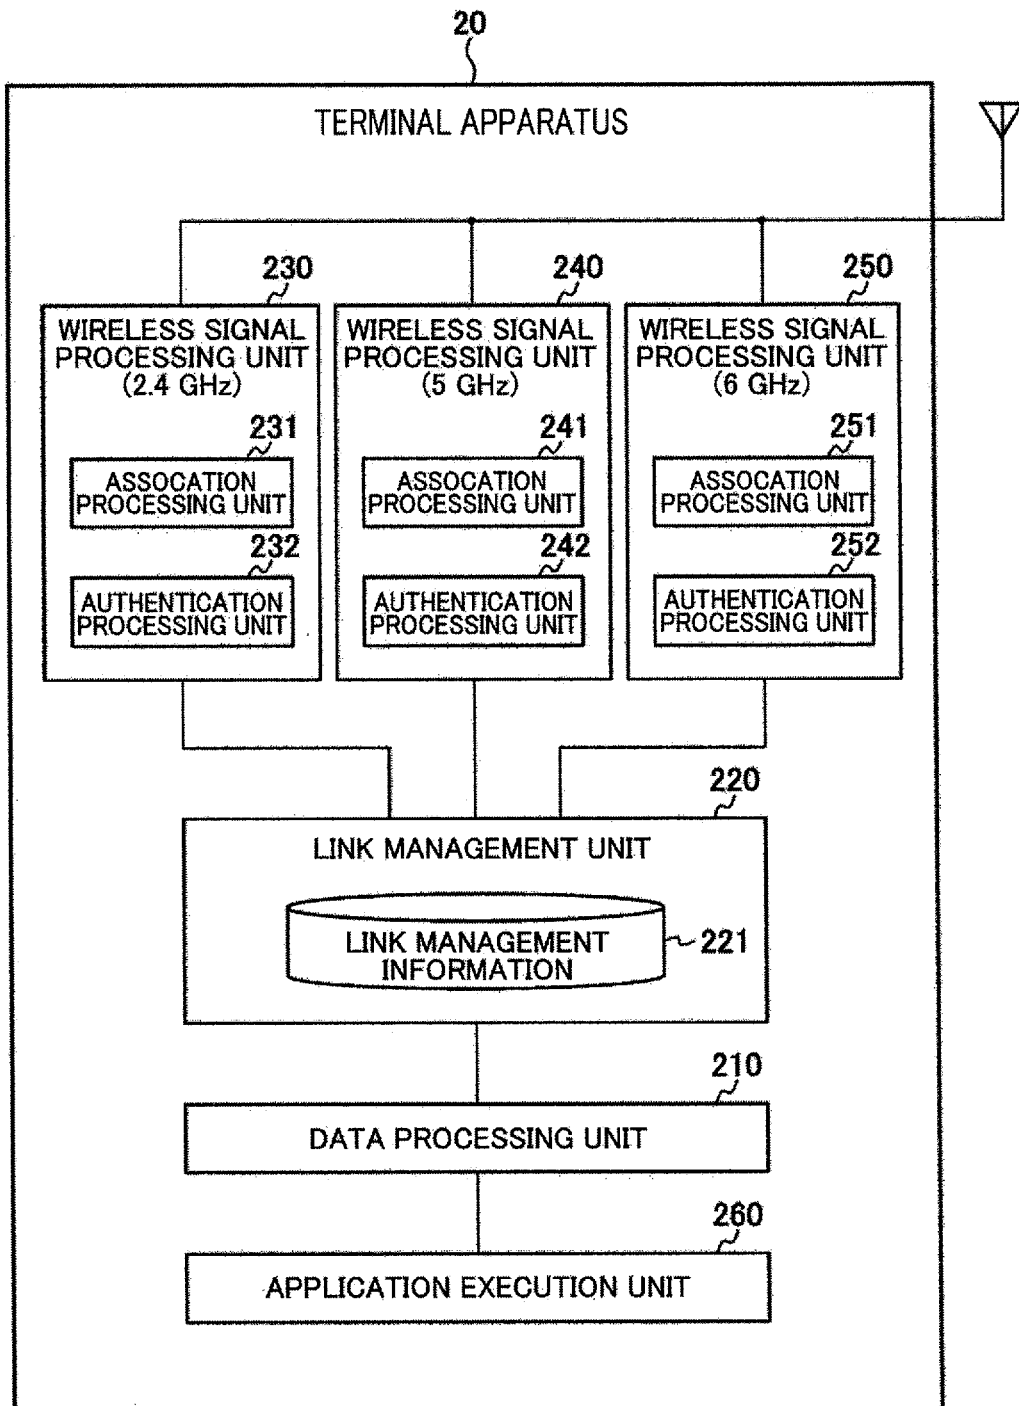 20
TERMINAL APPARATUS
230
240
250
WIRELESS SIGNAL
PROCESSING UNIT
(2.4 GHz)
WIRELESS SIGNAL
PROCESSING UNIT
(5 GHz)
WIRELESS SIGNAL
PROCESSING UNIT
(6 GHz)
231
241
251
ASSOCATION
PROCESSING UNIT
ASSOCATION
PROCESSING UNIT
ASSOCATION
PROCESSING UNIT
232
242
252
AUTHENTICATION
PROCESSING UNIT
AUTHENTICATION
PROCESSING UNIT
AUTHENTICATION
PROCESSING UNIT
220
LINK MANAGEMENT UNIT
LINK MANAGEMENT
INFORMATION
221
210
DATA PROCESSING UNIT
260
APPLICATION EXECUTION UNIT